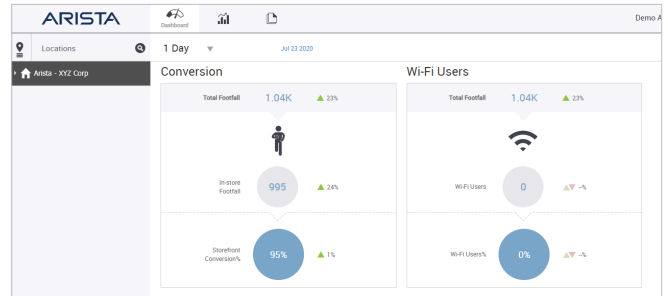 ARISTA
Dashboard
Demo A
Locations
1 Day
Jul 23 2020
Arista - XYZ Corp
Conversion
Wi-Fi Users
Total Footfall 1.04K 23%
Total Footfall 1.04K 23%
In-store
Footfall
995
24%
Wi-Fi Users 0 --%
Storefront
Conversion%
95%
1%
Wi-Fi Users% 0% --%